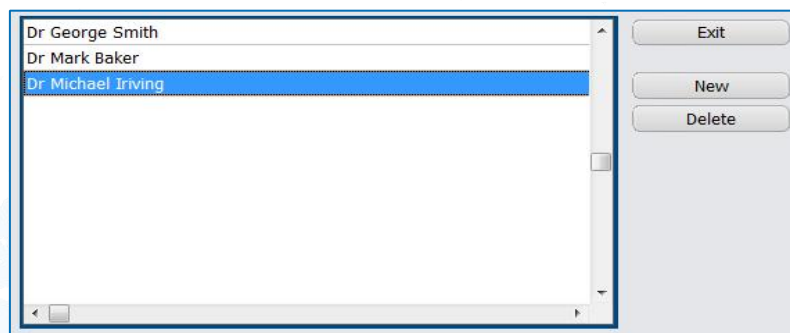 Dr George Smith
Dr Mark Baker
Dr Michael Iriving
Exit
New
Delete